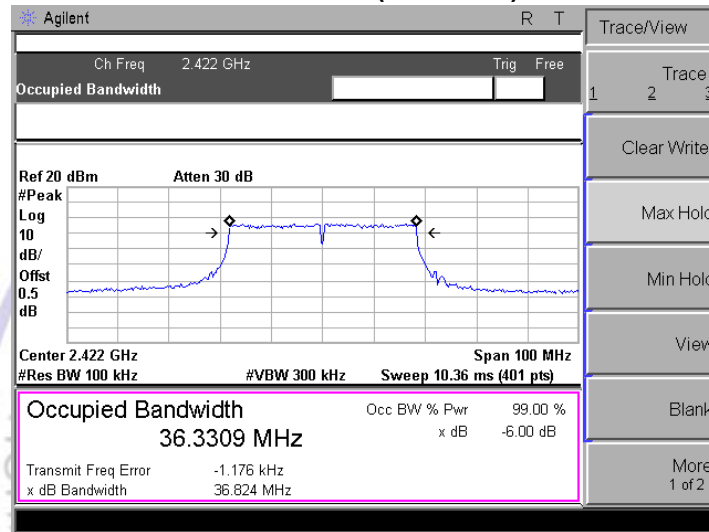 Agilent R T
Trace/View
Ch Freq 2.422 GHz Trig Free
Occupied Bandwidth
Trace
1 2 3
Clear Write
Ref 20 dBm Atten 30 dB
#Peak
Log
10
dB/
Offst
0.5
dB
Max Hold
Min Hold
View
Center 2.422 GHz Span 100 MHz
#Res BW 100 kHz #VBW 300 kHz Sweep 10.36 ms (401 pts)
Occupied Bandwidth Occ BW % Pwr 99.00 %
36.3309 MHz x dB -6.00 dB
Blank
Transmit Freq Error -1.176 kHz
x dB Bandwidth 36.824 MHz
More
1 of 2